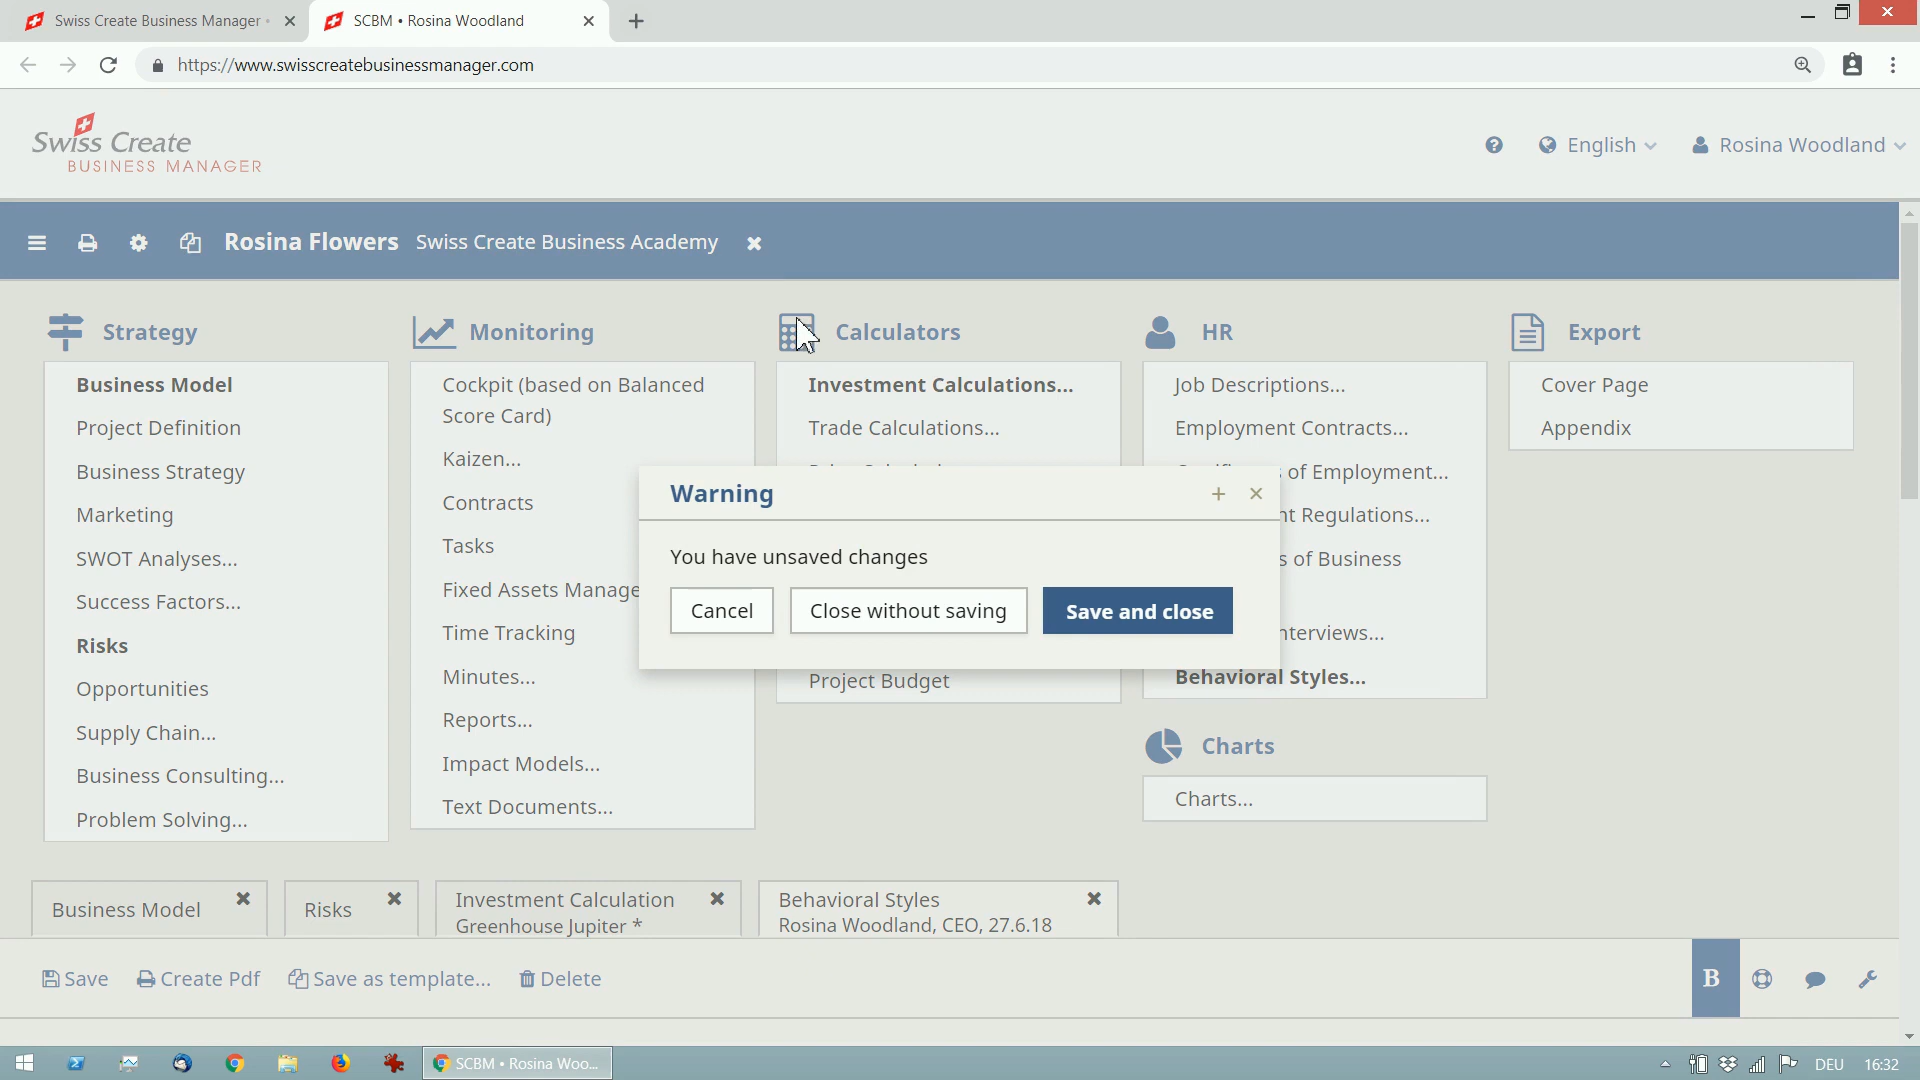 Swiss Create Business Manager •
SCBM • Rosina Woodland
https://www.swisscreatebusinessmanager.com
Swiss Create
BUSINESS MANAGER
English
Rosina Woodland
Rosina Flowers Swiss Create Business Academy
Strategy
Business Model
Project Definition
Business Strategy
Marketing
SWOT Analyses...
Success Factors...
Risks
Opportunities
Supply Chain...
Business Consulting...
Problem Solving...
Monitoring
Cockpit (based on Balanced
Score Card)
Kaizen...
Contracts
Tasks
Fixed Assets Manage
Time Tracking
Minutes...
Reports...
Impact Models...
Text Documents...
Calculators
Investment Calculations...
Trade Calculations...
Project Budget
HR
Job Descriptions...
Employment Contracts...
of Employment...
nt Regulations...
s of Business
nterviews...
Behavioral Styles...
Charts
Charts...
Export
Cover Page
Appendix
Warning
You have unsaved changes
Cancel
Close without saving
Save and close
Business Model
Risks
Investment Calculation
Greenhouse Jupiter *
Behavioral Styles
Rosina Woodland, CEO, 27.6.18
Save
Create Pdf
Save as template...
Delete
B
SCBM • Rosina Woo...
DEU
16:32